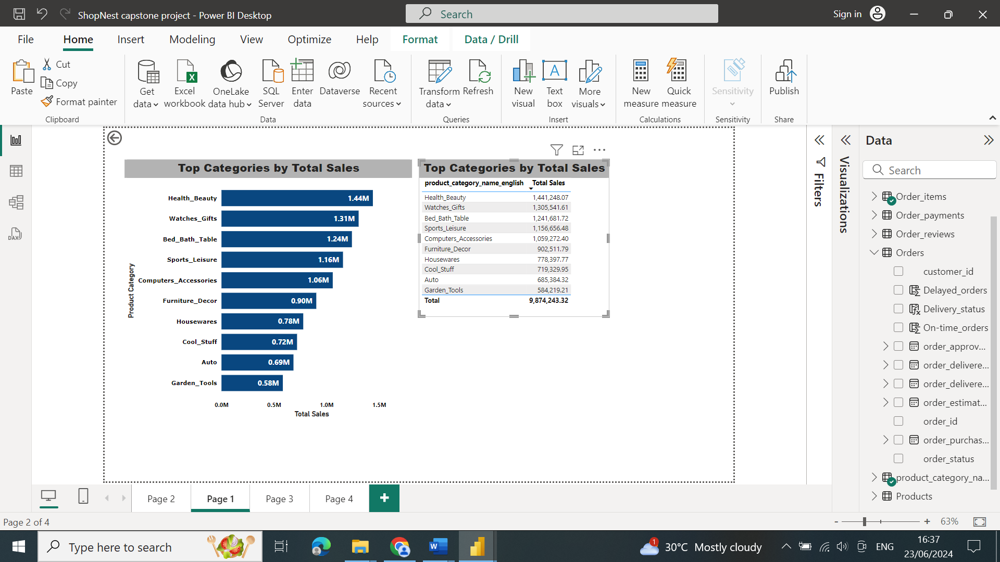 ShopNest capstone project - Power BI Desktop
Search
Sign in
File
Home
Insert
Modeling
View
Optimize
Help
Format
Data / Drill
Paste
Cut
Copy
Format painter
Clipboard
Get data
Excel workbook
OneLake data hub
SQL Server
Enter data
Dataverse
Recent sources
Data
Transform data
Refresh
Queries
New visual
Text box
More visuals
Insert
New measure
Quick measure
Calculations
Sensitivity
Sensitivity
Publish
Share
Top Categories by Total Sales
Product Category
Health_Beauty 1.44M
Watches_Gifts 1.31M
Bed_Bath_Table 1.24M
Sports_Leisure 1.16M
Computers_Accessories 1.06M
Furniture_Decor 0.90M
Housewares 0.78M
Cool_Stuff 0.72M
Auto 0.69M
Garden_Tools 0.58M
0.0M 0.5M 1.0M 1.5M
Total Sales
Top Categories by Total Sales
product_category_name_english Total Sales
Health_Beauty 1,441,248.07
Watches_Gifts 1,305,541.61
Bed_Bath_Table 1,241,681.72
Sports_Leisure 1,156,656.48
Computers_Accessories 1,059,272.40
Furniture_Decor 902,511.79
Housewares 778,397.77
Cool_Stuff 719,329.95
Auto 685,384.32
Garden_Tools 584,219.21
Total 9,874,243.32
Filters
Visualizations
Data
Search
Order_items
Order_payments
Order_reviews
Orders
customer_id
Delayed_orders
Delivery_status
On-time_orders
order_approv...
order_delivere...
order_delivere...
order_estimat...
order_id
order_purchas...
order_status
product_category_na...
Products
DAX
Page 2
Page 1
Page 3
Page 4
+
Page 2 of 4
- + 63%
Type here to search
1
30°C Mostly cloudy
ENG
16:37
23/06/2024